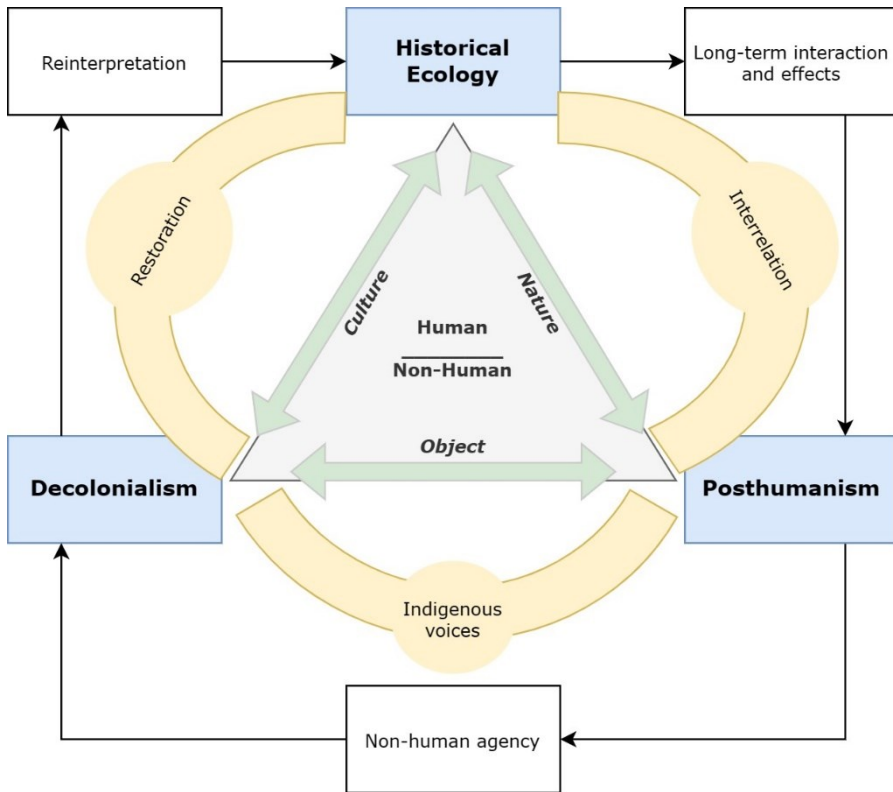 Reinterpretation
Historical
Ecology
Long-term interaction
and effects
Restoration
Interrelation
Culture
Nature
Human
Non-Human
Object
Decolonialism
Posthumanism
Indigenous
voices
Non-human agency